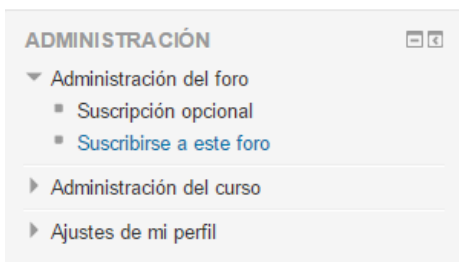 ADMINISTRACIÓN
Administración del foro
Suscripción opcional
Suscribirse a este foro
Administración del curso
Ajustes de mi perfil